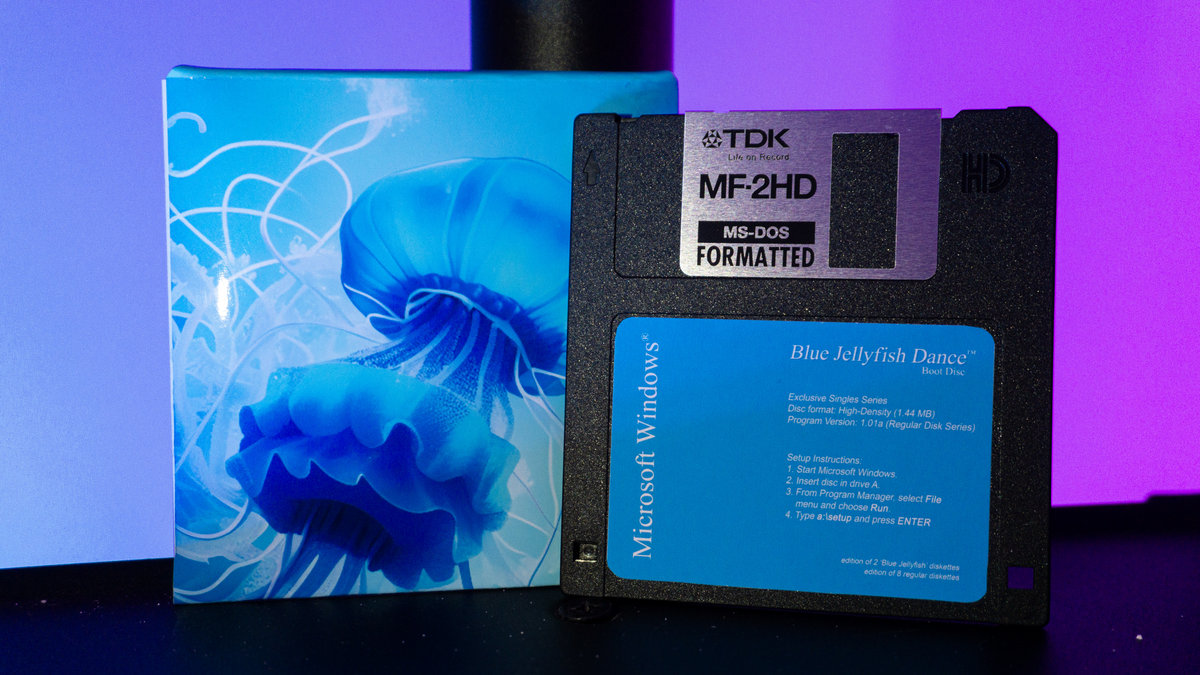 TDK
Life on Record
MF-2HD
MS-DOS
FORMATTED
HD
Microsoft Windows®
Blue Jellyfish Dance™
Boot Disc
Exclusive Singles Series
Disc format: High-Density (1.44 MB)
Program Version: 1.01a (Regular Disk Series)
Setup Instructions:
1. Start Microsoft Windows.
2. Insert disc in drive A.
3. From Program Manager, select File
menu and choose Run.
4. Type a:\setup and press ENTER
edition of 2 'Blue Jellyfish' diskettes
edition of 8 regular diskettes